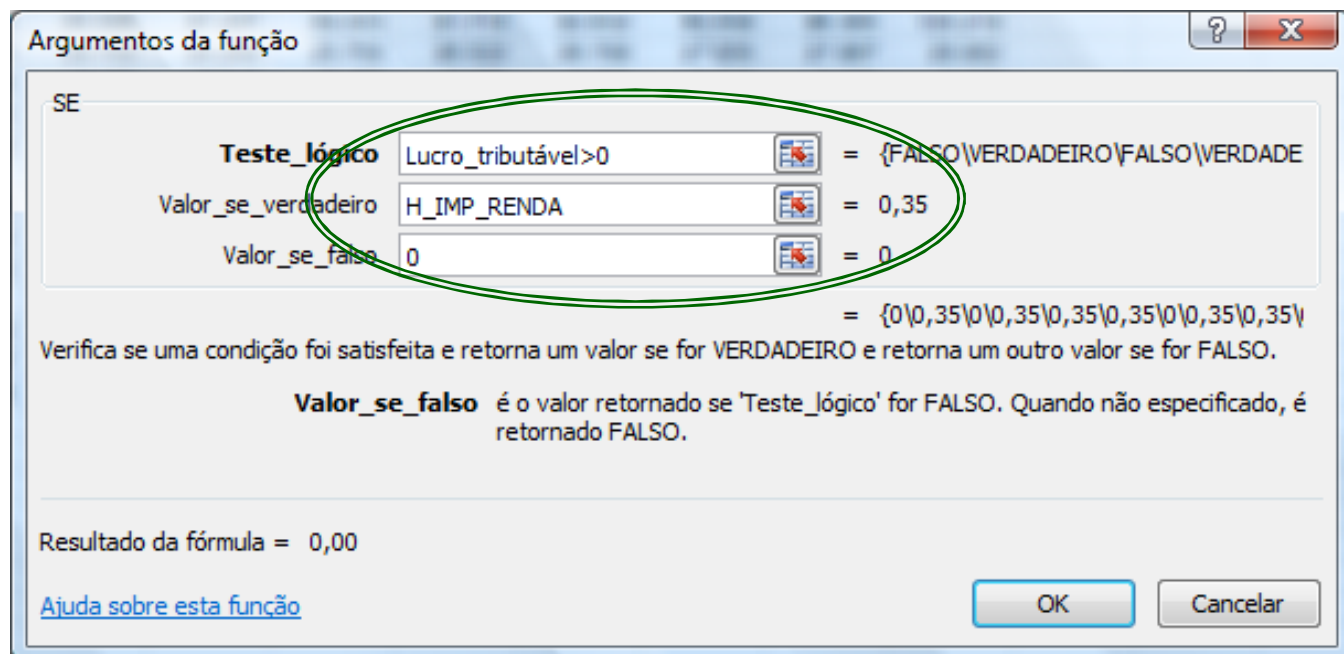 Argumentos da função
SE
Teste_lógico Lucro_tributável>0 = {FALSO\VERDADEIRO\FALSO\VERDADE
Valor_se_verdadeiro H_IMP_RENDA = 0,35
Valor_se_falso 0 = 0
= {0\0,35\0\0,35\0,35\0,35\0\0,35\0,35\
Verifica se uma condição foi satisfeita e retorna um valor se for VERDADEIRO e retorna um outro valor se for FALSO.
Valor_se_falso é o valor retornado se 'Teste_lógico' for FALSO. Quando não especificado, é
retornado FALSO.
Resultado da fórmula = 0,00
Ajuda sobre esta função
OK Cancelar